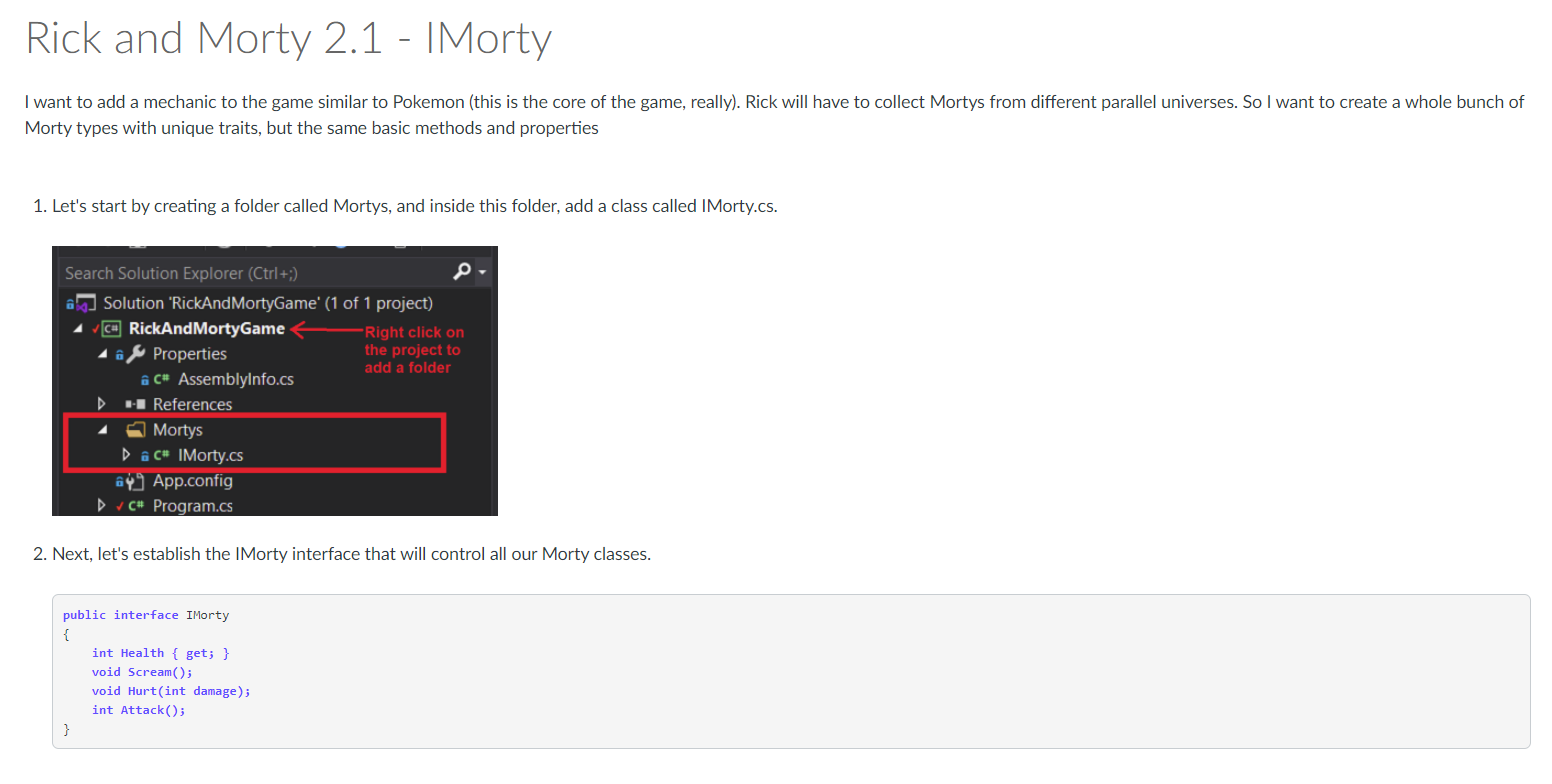 Rick and Morty 2.1 - IMorty
I want to add a mechanic to the game similar to Pokemon (this is the core of the game, really). Rick will have to collect Mortys from different parallel universes. So I want to create a whole bunch of
Morty types with unique traits, but the same basic methods and properties
1. Let's start by creating a folder called Mortys, and inside this folder, add a class called IMorty.cs.
Search Solution Explorer (Ctrl+;)
Solution 'RickAndMortyGame' (1 of 1 project)
C# RickAndMortyGame
Right click on
the project to
add a folder
Properties
C# AssemblyInfo.cs
References
Mortys
C# IMorty.cs
App.config
C# Program.cs
2. Next, let's establish the IMorty interface that will control all our Morty classes.
public interface IMorty
{
    int Health { get; }
    void Scream();
    void Hurt(int damage);
    int Attack();
}